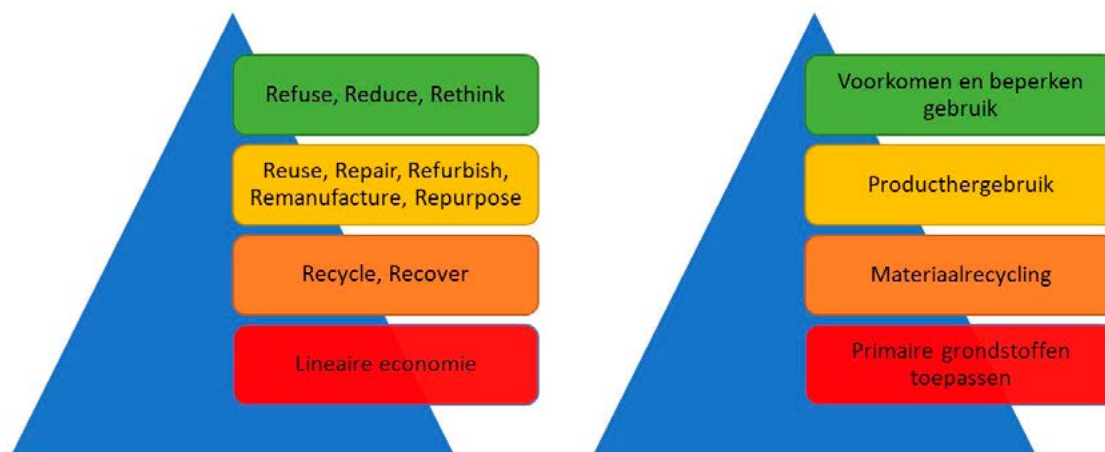 Refuse, Reduce, Rethink
Reuse, Repair, Refurbish,
Remanufacture, Repurpose
Recycle, Recover
Lineaire economie
Voorkomen en beperken
gebruik
Producthergebruik
Materiaalrecycling
Primaire grondstoffen
toepassen